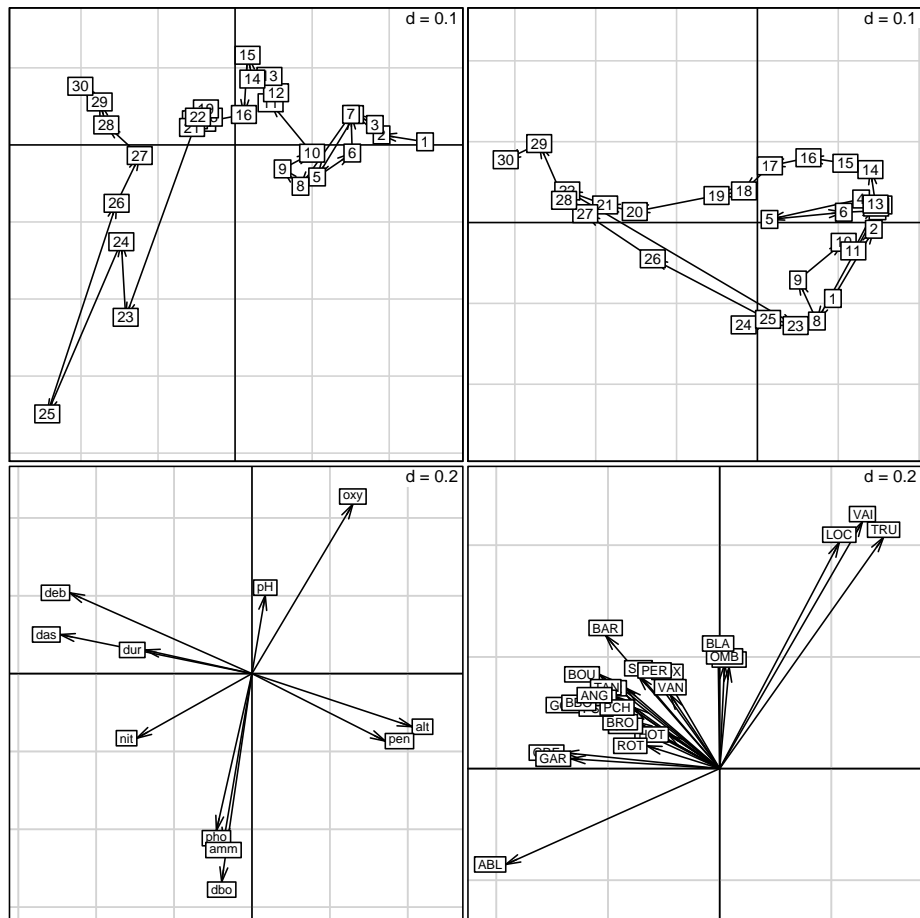 d = 0.1
15
13
30
14
12
29
7
22
16
3
28
21
2
1
10
6
27
9
5
8
26
24
23
25
d = 0.1
29
16
30
15
17
14
18
28
19
21
13
20
27
6
5
2
11
26
9
1
25
8
24
23
d = 0.2
oxy
pH
deb
das
dur
alt
nit
pen
pho
amm
dbo
d = 0.2
VAI
TRU
LOC
BAR
BLA
OMB
PER
BOU
VAN
ANG
PCH
BRO
ROT
GAR
ABL